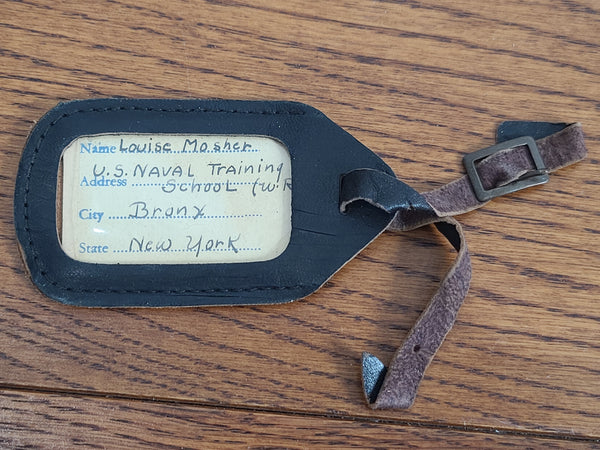 Name Louise Mosher
U.S. Naval Training
Address School (W.R
City Bronx
State New York